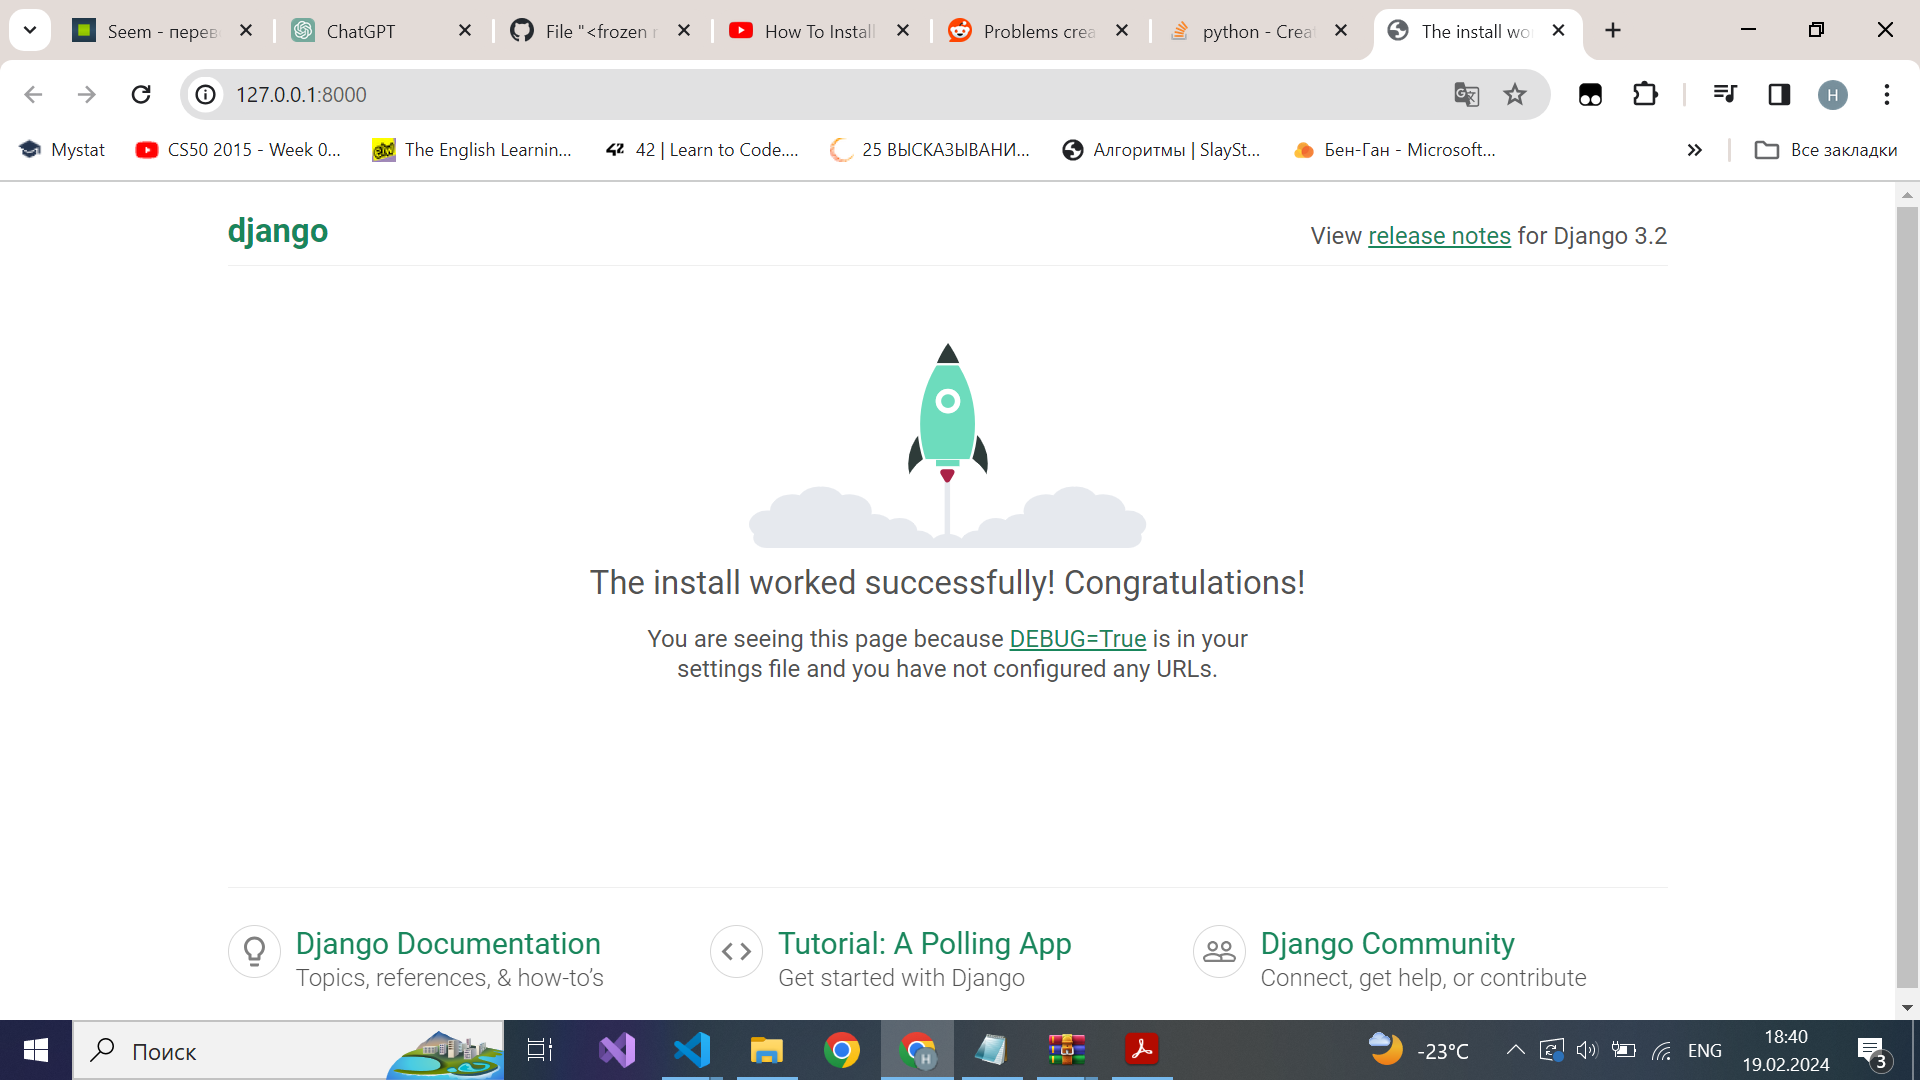 Seem - перев
ChatGPT
File "<frozen r
How To Install
Problems crea
python - Creat
The install wo
127.0.0.1:8000
H
Mystat
CS50 2015 - Week 0...
The English Learnin...
42 | Learn to Code....
25 ВЫСКАЗЫВАНИ...
Алгоритмы | SlaySt...
Бен-Ган - Microsoft...
Все закладки
django
View release notes for Django 3.2
The install worked successfully! Congratulations!
You are seeing this page because DEBUG=True is in your
settings file and you have not configured any URLs.
Django Documentation
Topics, references, & how-to’s
Tutorial: A Polling App
Get started with Django
Django Community
Connect, get help, or contribute
Поиск
H
-23°C
ENG
18:40
19.02.2024
3